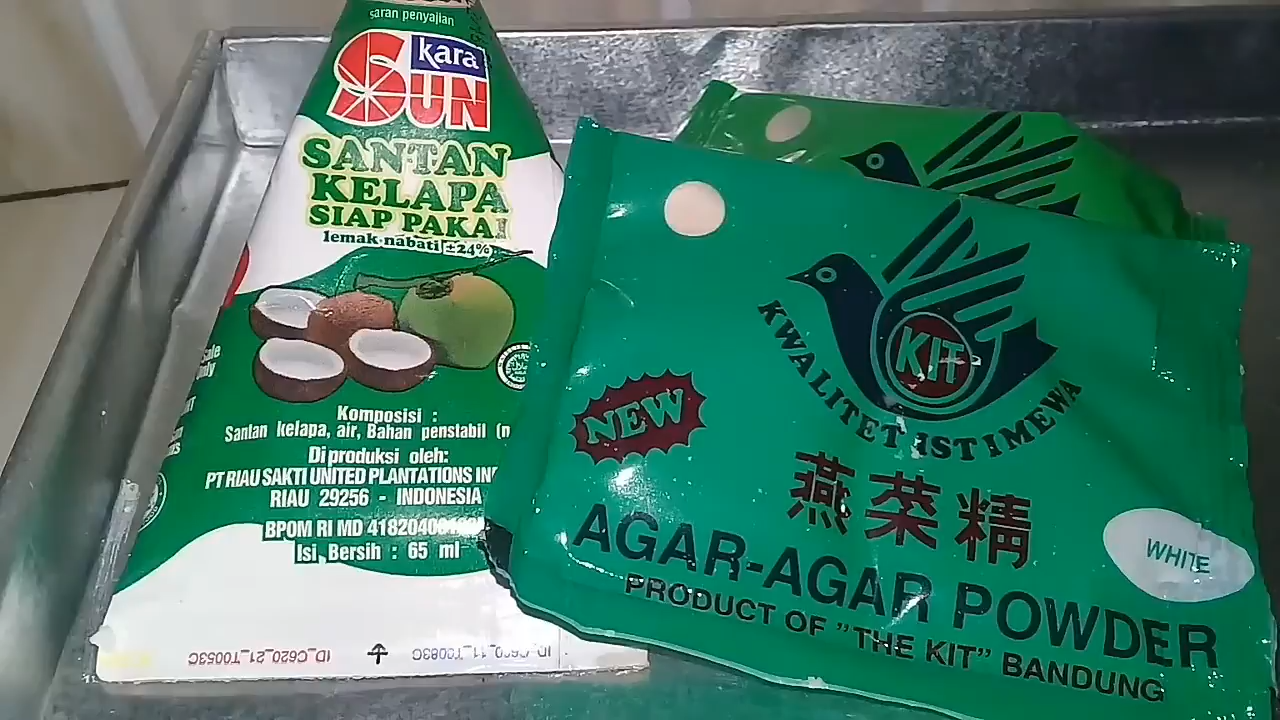 saran penyajian
kara
SUN
SANTAN
KELAPA
SIAP PAKAI
lemak nabati ±24%
Komposisi :
Santan kelapa, air, Bahan penstabil
Diproduksi oleh:
PT RIAU SAKTI UNITED PLANTATIONS
RIAU 29256 - INDONESIA
BPOM RI MD
Isi Bersih : 65 ml
ID_C620_21_T0053C
KIT
KWALITET ISTIMEWA
NEW
燕菜精
AGAR-AGAR POWDER
WHITE
PRODUCT OF "THE KIT" BANDUNG